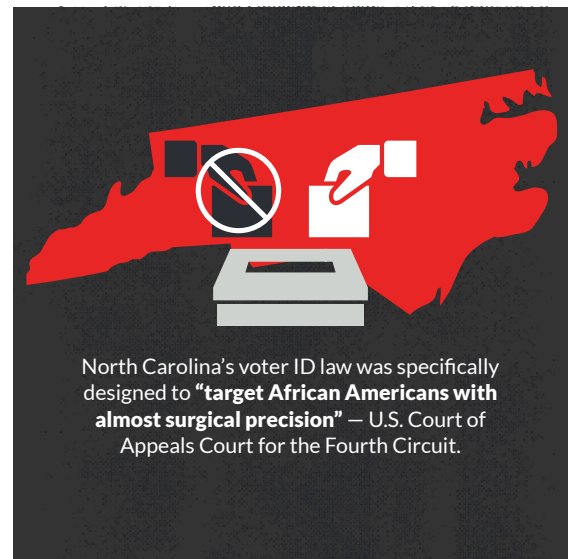 North Carolina’s voter ID law was specifically
designed to “target African Americans with
almost surgical precision” — U.S. Court of
Appeals Court for the Fourth Circuit.